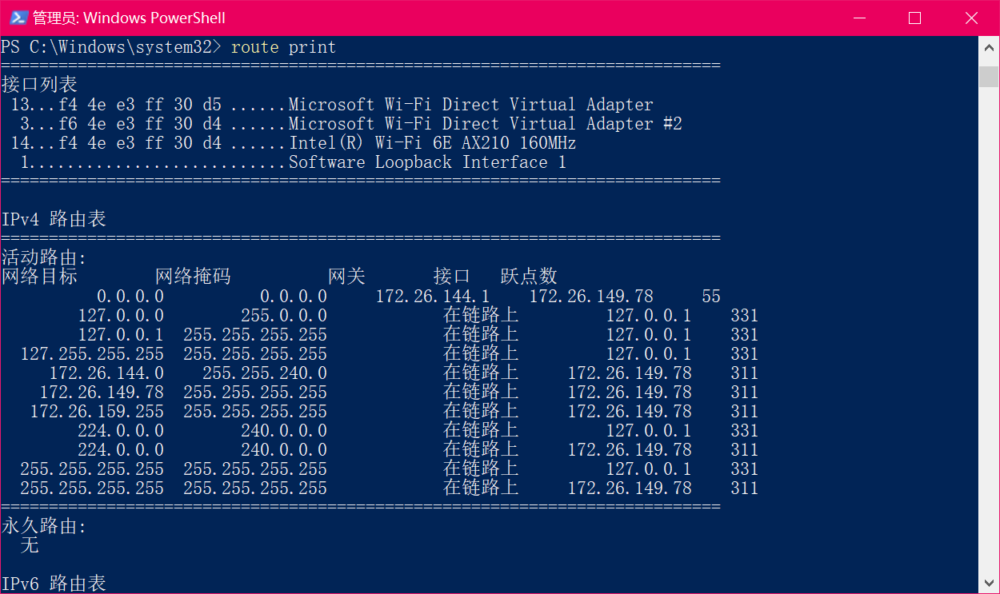 管理员: Windows PowerShell
PS C:\Windows\system32> route print
===========================================================================
接口列表
 13...f4 4e e3 ff 30 d5 ......Microsoft Wi-Fi Direct Virtual Adapter
  3...f6 4e e3 ff 30 d4 ......Microsoft Wi-Fi Direct Virtual Adapter #2
 14...f4 4e e3 ff 30 d4 ......Intel(R) Wi-Fi 6E AX210 160MHz
  1...........................Software Loopback Interface 1
===========================================================================
IPv4 路由表
===========================================================================
活动路由:
网络目标        网络掩码          网关       接口   跃点数
          0.0.0.0          0.0.0.0     172.26.144.1    172.26.149.78     55
        127.0.0.0        255.0.0.0            在链路上         127.0.0.1    331
        127.0.0.1  255.255.255.255            在链路上         127.0.0.1    331
  127.255.255.255  255.255.255.255            在链路上         127.0.0.1    331
     172.26.144.0    255.255.240.0            在链路上     172.26.149.78    311
    172.26.149.78  255.255.255.255            在链路上     172.26.149.78    311
   172.26.159.255  255.255.255.255            在链路上     172.26.149.78    311
        224.0.0.0        240.0.0.0            在链路上         127.0.0.1    331
        224.0.0.0        240.0.0.0            在链路上     172.26.149.78    311
  255.255.255.255  255.255.255.255            在链路上         127.0.0.1    331
  255.255.255.255  255.255.255.255            在链路上     172.26.149.78    311
===========================================================================
永久路由:
  无
IPv6 路由表